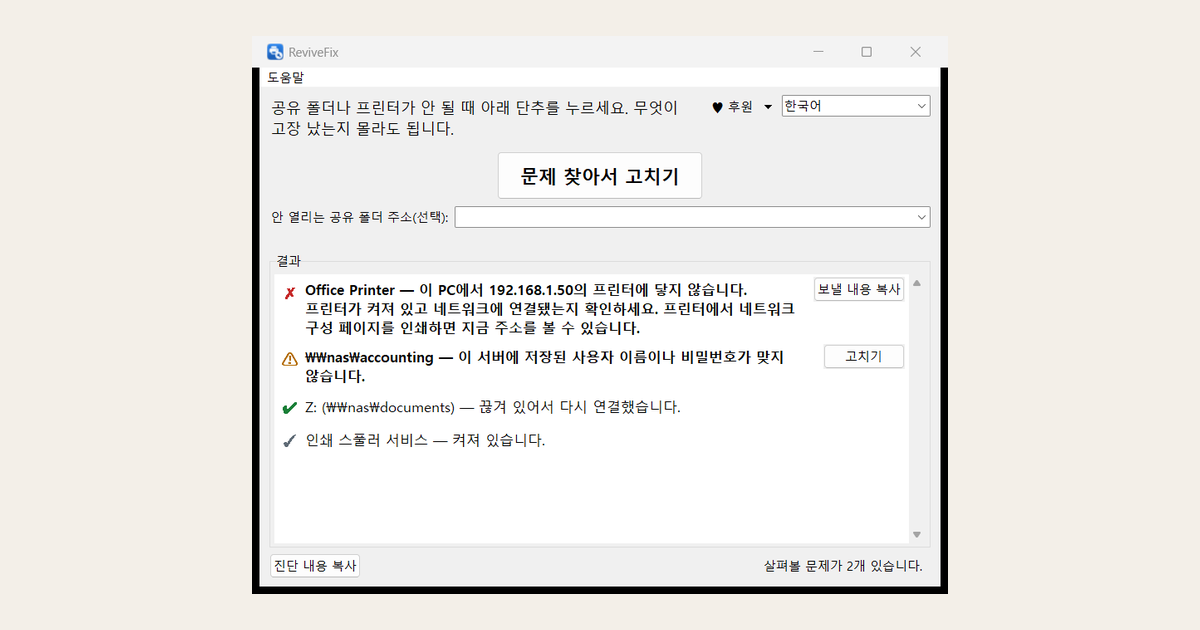 ReviveFix
도움말
공유 폴더나 프린터가 안 될 때 아래 단추를 누르세요. 무엇이
고장 났는지 몰라도 됩니다.
♥ 후원
한국어
문제 찾아서 고치기
안 열리는 공유 폴더 주소(선택):
결과
✗ Office Printer — 이 PC에서 192.168.1.50의 프린터에 닿지 않습니다.
프린터가 켜져 있고 네트워크에 연결됐는지 확인하세요. 프린터에서 네트워크
구성 페이지를 인쇄하면 지금 주소를 볼 수 있습니다.
보낼 내용 복사
⚠ ₩₩nas₩accounting — 이 서버에 저장된 사용자 이름이나 비밀번호가 맞지
않습니다.
고치기
✔ Z: (₩₩nas₩documents) — 끊겨 있어서 다시 연결했습니다.
✓ 인쇄 스풀러 서비스 — 켜져 있습니다.
진단 내용 복사
살펴볼 문제가 2개 있습니다.